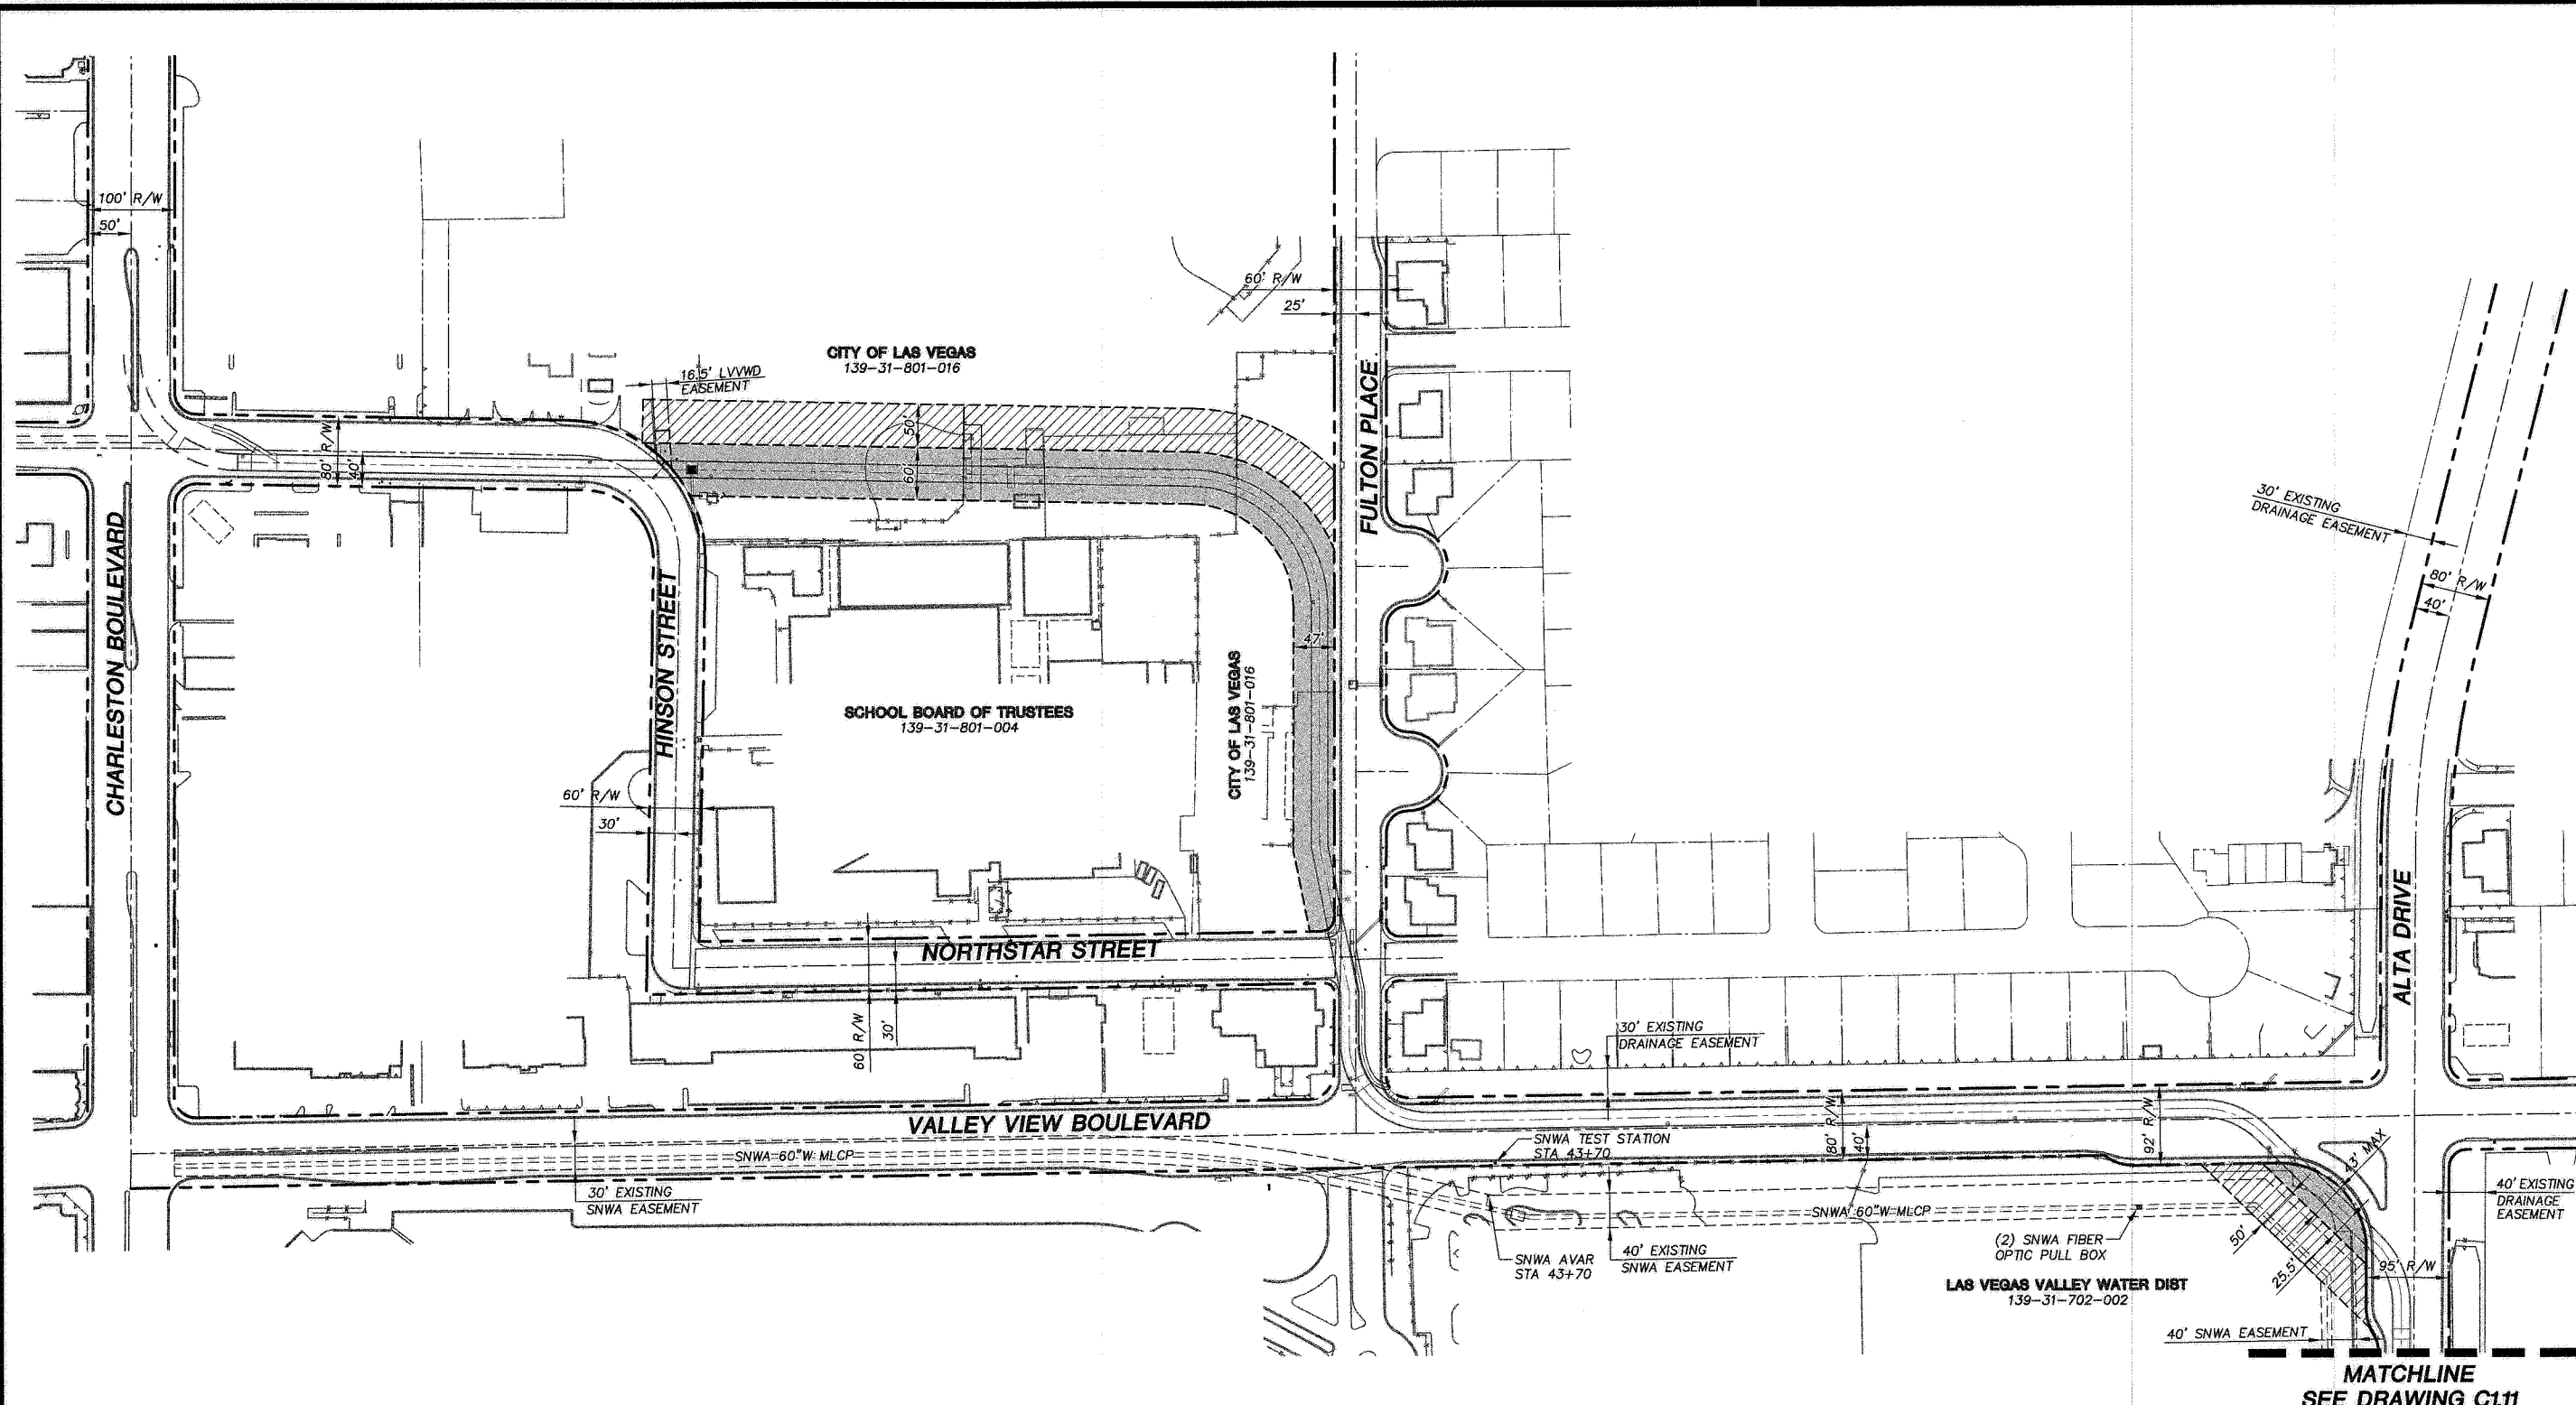 100' R/W
50'
60' R/W
25'
CITY OF LAS VEGAS
139-31-801-016
16.5' LVVWD
EASEMENT
80' R/W
40'
50'
60'
FULTON PLACE
30' EXISTING
DRAINAGE EASEMENT
80' R/W
40'
CHARLESTON BOULEVARD
HINSON STREET
47'
CITY OF LAS VEGAS
139-31-801-016
SCHOOL BOARD OF TRUSTEES
139-31-801-004
60' R/W
30'
ALTA DRIVE
NORTHSTAR STREET
60' R/W
30'
30' EXISTING
DRAINAGE EASEMENT
VALLEY VIEW BOULEVARD
80' R/W
40'
92' R/W
SNWA TEST STATION
STA 43+70
43' MAX
SNWA 60"W MLCP
30' EXISTING
SNWA EASEMENT
40' EXISTING
DRAINAGE
EASEMENT
SNWA 60"W MLCP
(2) SNWA FIBER
OPTIC PULL BOX
50'
25.5'
SNWA AVAR
STA 43+70
40' EXISTING
SNWA EASEMENT
95' R/W
LAS VEGAS VALLEY WATER DIST
139-31-702-002
40' SNWA EASEMENT
MATCHLINE
SEE DRAWING C1.11